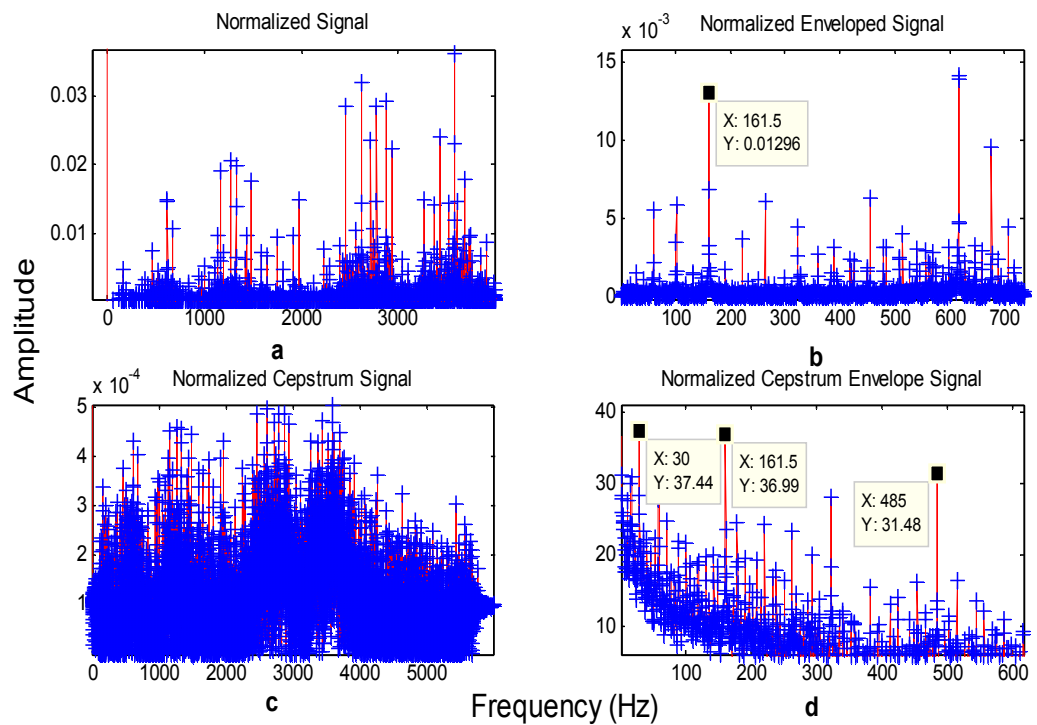 Normalized Signal
Normalized Enveloped Signal
Amplitude
0.03
0.02
0.01
0 1000 2000 3000
a
x 10-3
15
10
5
0
X: 161.5
Y: 0.01296
100 200 300 400 500 600 700
b
Normalized Cepstrum Signal
x 10-4
5
4
3
2
1
0 1000 2000 3000 4000 5000
c
Normalized Cepstrum Envelope Signal
40
30
20
10
X: 30
Y: 37.44
X: 161.5
Y: 36.99
X: 485
Y: 31.48
100 200 300 400 500 600
d
Frequency (Hz)